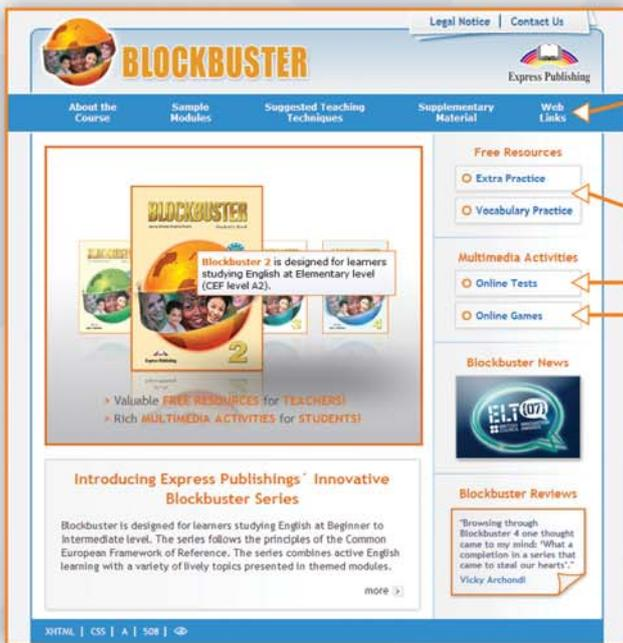 Legal Notice | Contact Us
BLOCKBUSTER
Express Publishing
About the Course
Sample Modules
Suggested Teaching Techniques
Supplementary Material
Web Links
BLOCKBUSTER
Student's Book
Blockbuster 2 is designed for learners
studying English at Elementary level
(CEF level A2).
3
4
Express Publishing
2
> Valuable FREE RESOURCES for TEACHERS!
> Rich MULTIMEDIA ACTIVITIES for STUDENTS!
Free Resources
Extra Practice
Vocabulary Practice
Multimedia Activities
Online Tests
Online Games
Blockbuster News
ELT 07
Introducing Express Publishings´ Innovative
Blockbuster Series
Blockbuster is designed for learners studying English at Beginner to
Intermediate level. The series follows the principles of the Common
European Framework of Reference. The series combines active English
learning with a variety of lively topics presented in themed modules.
more >
Blockbuster Reviews
"Browsing through
Blockbuster 4 one thought
came to my mind: 'What a
completion in a series that
came to steal our hearts'."
Vicky Archondi
XHTML | CSS | A | 508 |